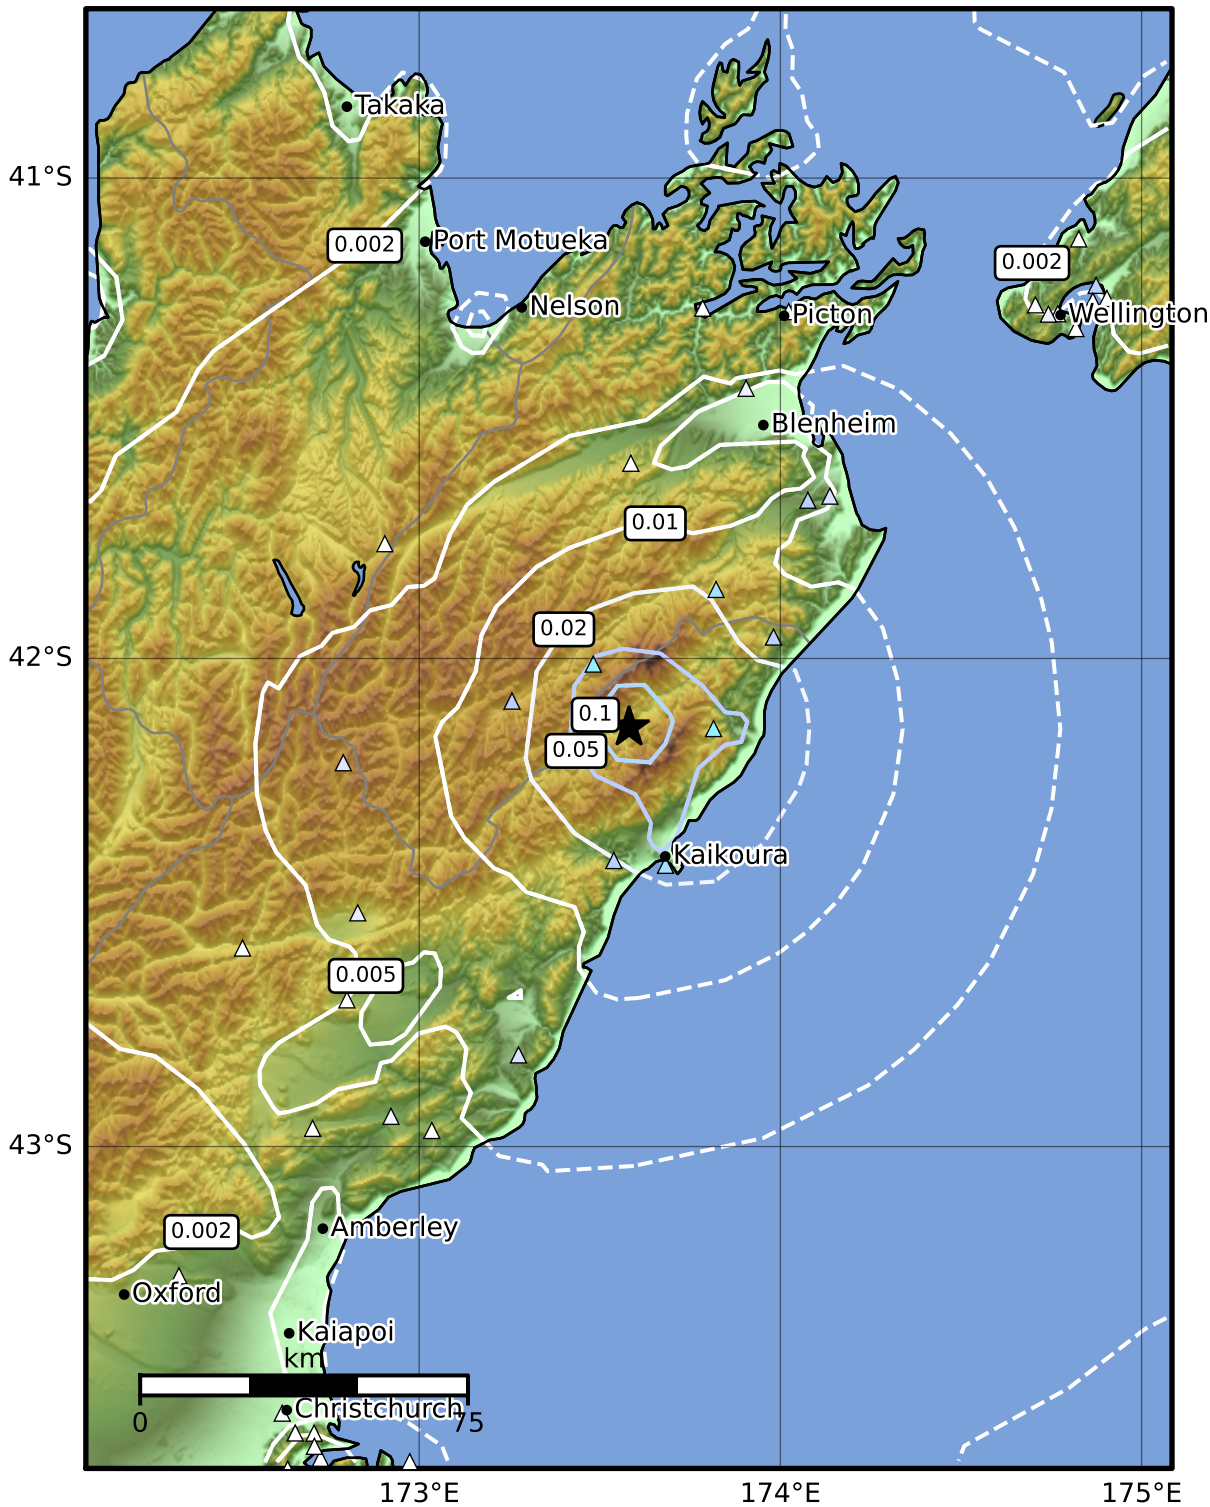 Takaka
41°S
0.002
Port Motueka
0.002
Nelson
Picton
Wellington
Blenheim
0.01
0.02
42°S
0.1
0.05
Kaikoura
0.005
43°S
0.002
Amberley
Oxford
Kaiapoi
km
Christchurch
0
75
173°E
174°E
175°E